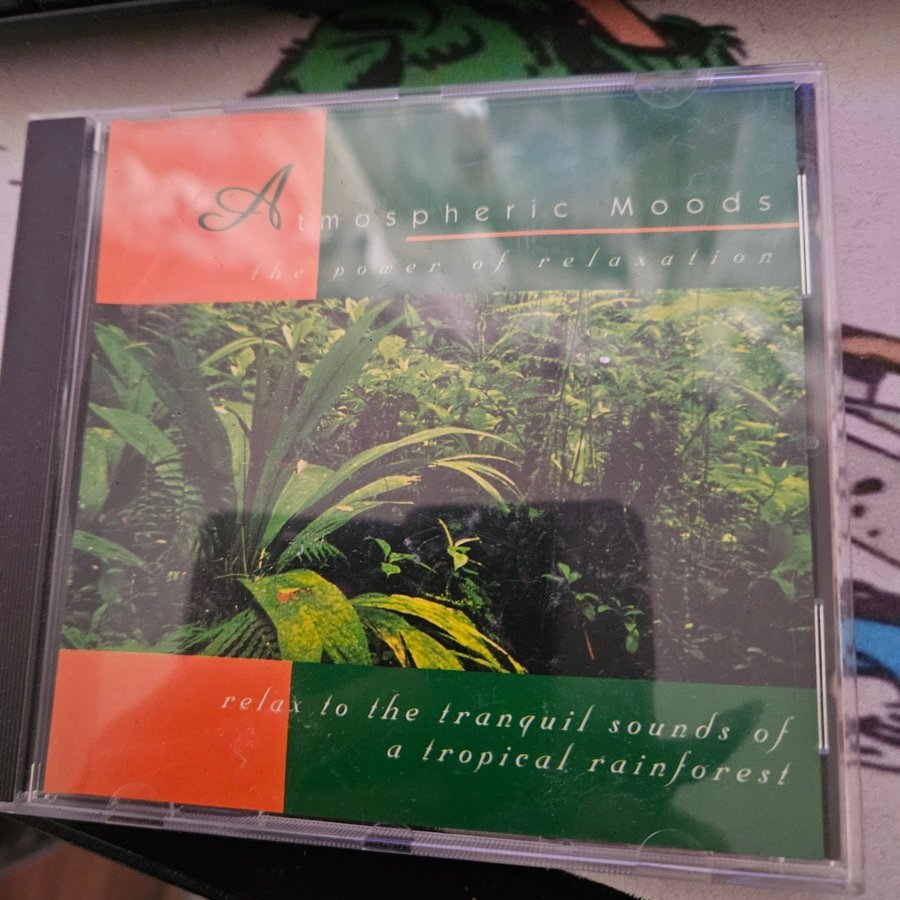 Atmospheric Moods
the power of relaxation
relax to the tranquil sounds of
a tropical rainforest